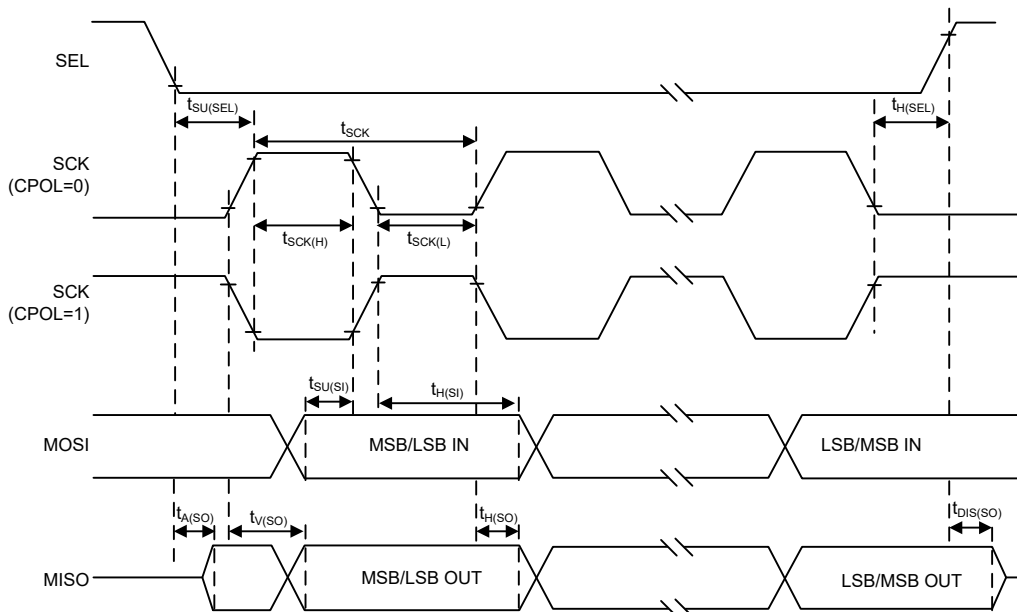 SEL
tSU(SEL)
tSCK
tH(SEL)
SCK
(CPOL=0)
tSCK(H)
tSCK(L)
SCK
(CPOL=1)
tSU(SI)
tH(SI)
MOSI
MSB/LSB IN
LSB/MSB IN
tA(SO)
tV(SO)
tH(SO)
tDIS(SO)
MISO
MSB/LSB OUT
LSB/MSB OUT